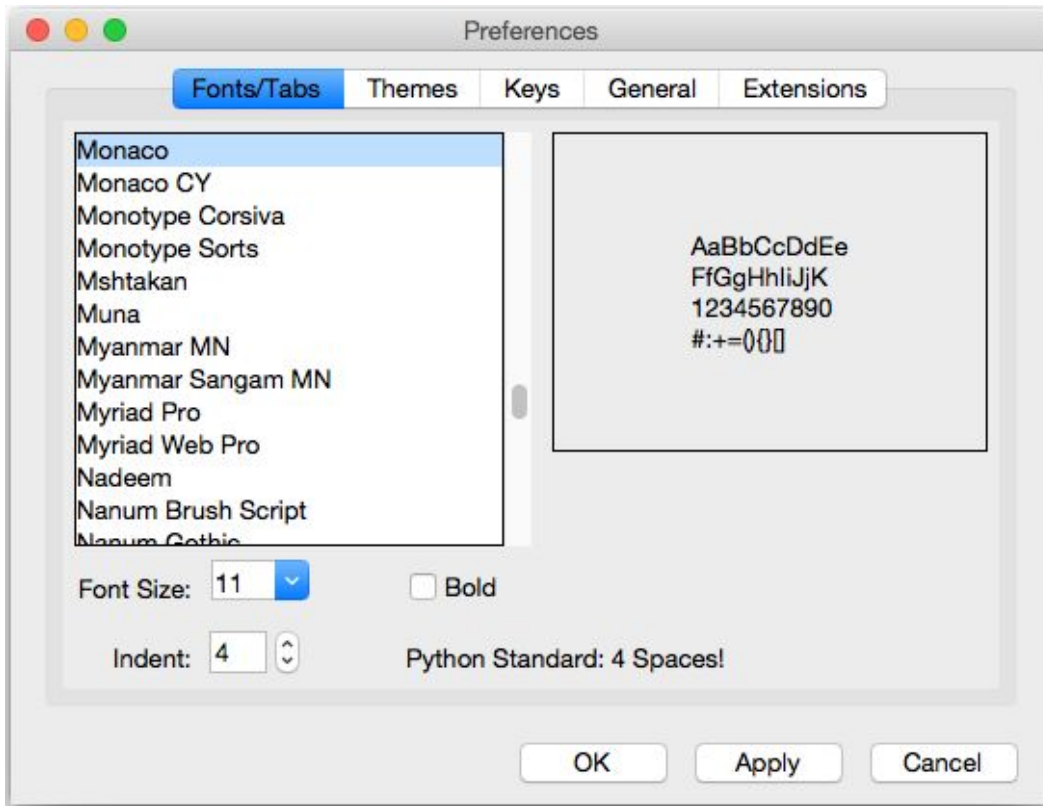 Preferences
Fonts/Tabs Themes Keys General Extensions
Monaco
Monaco CY
Monotype Corsiva
Monotype Sorts
Mshtakan
Muna
Myanmar MN
Myanmar Sangam MN
Myriad Pro
Myriad Web Pro
Nadeem
Nanum Brush Script
Nanum Gothic
AaBbCcDdEe
FfGgHhIiJjK
1234567890
#:+=(){}[]
Font Size: 11 Bold
Indent: 4 Python Standard: 4 Spaces!
OK Apply Cancel